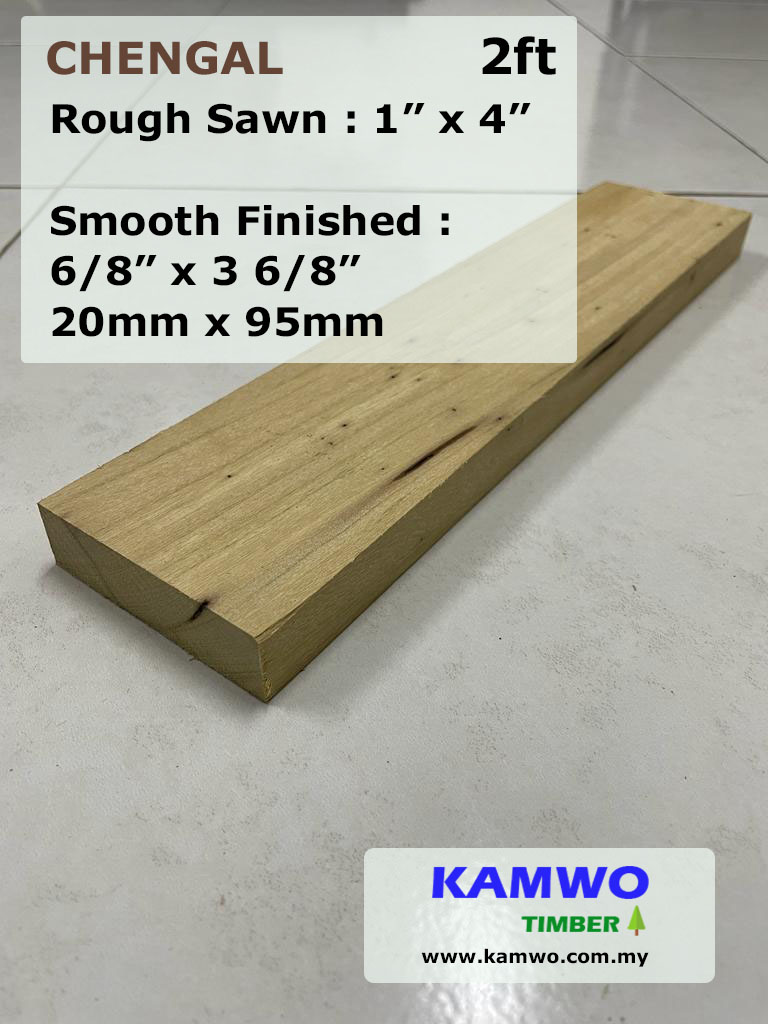 CHENGAL 2ft
Rough Sawn : 1” x 4”
Smooth Finished :
6/8” x 3 6/8”
20mm x 95mm
KAMWO
TIMBER
www.kamwo.com.my